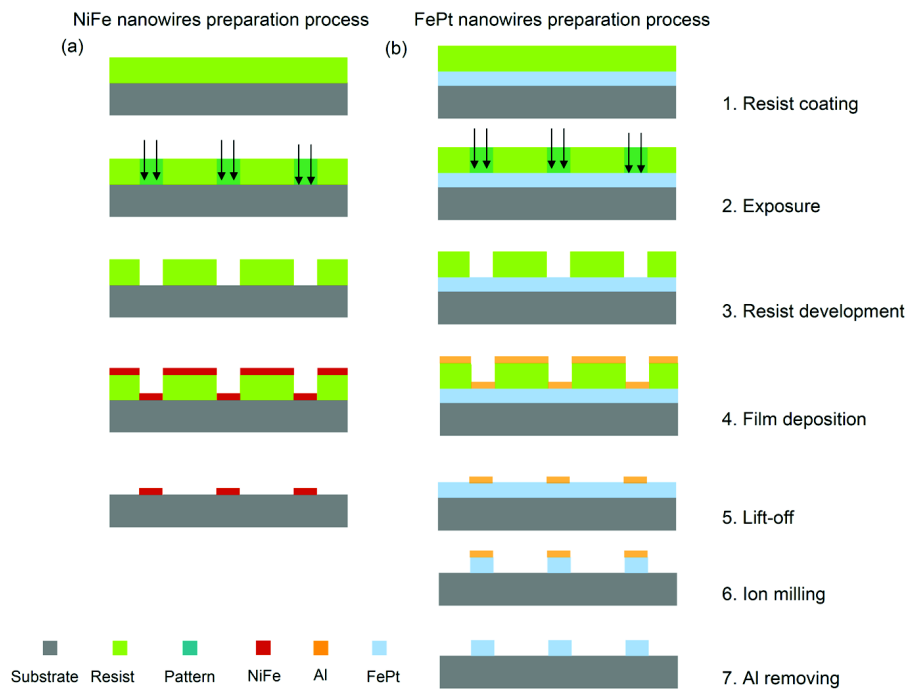 NiFe nanowires preparation process
FePt nanowires preparation process
(a)
(b)
1. Resist coating
2. Exposure
3. Resist development
4. Film deposition
5. Lift-off
6. Ion milling
7. Al removing
Substrate Resist Pattern NiFe Al FePt